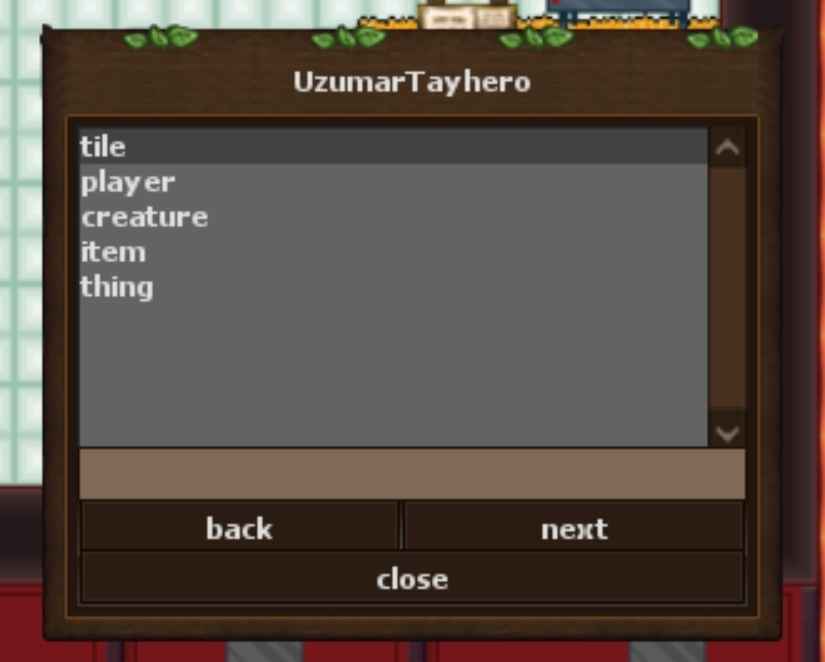 UzumarTayhero
tile
player
creature
item
thing
back
next
close